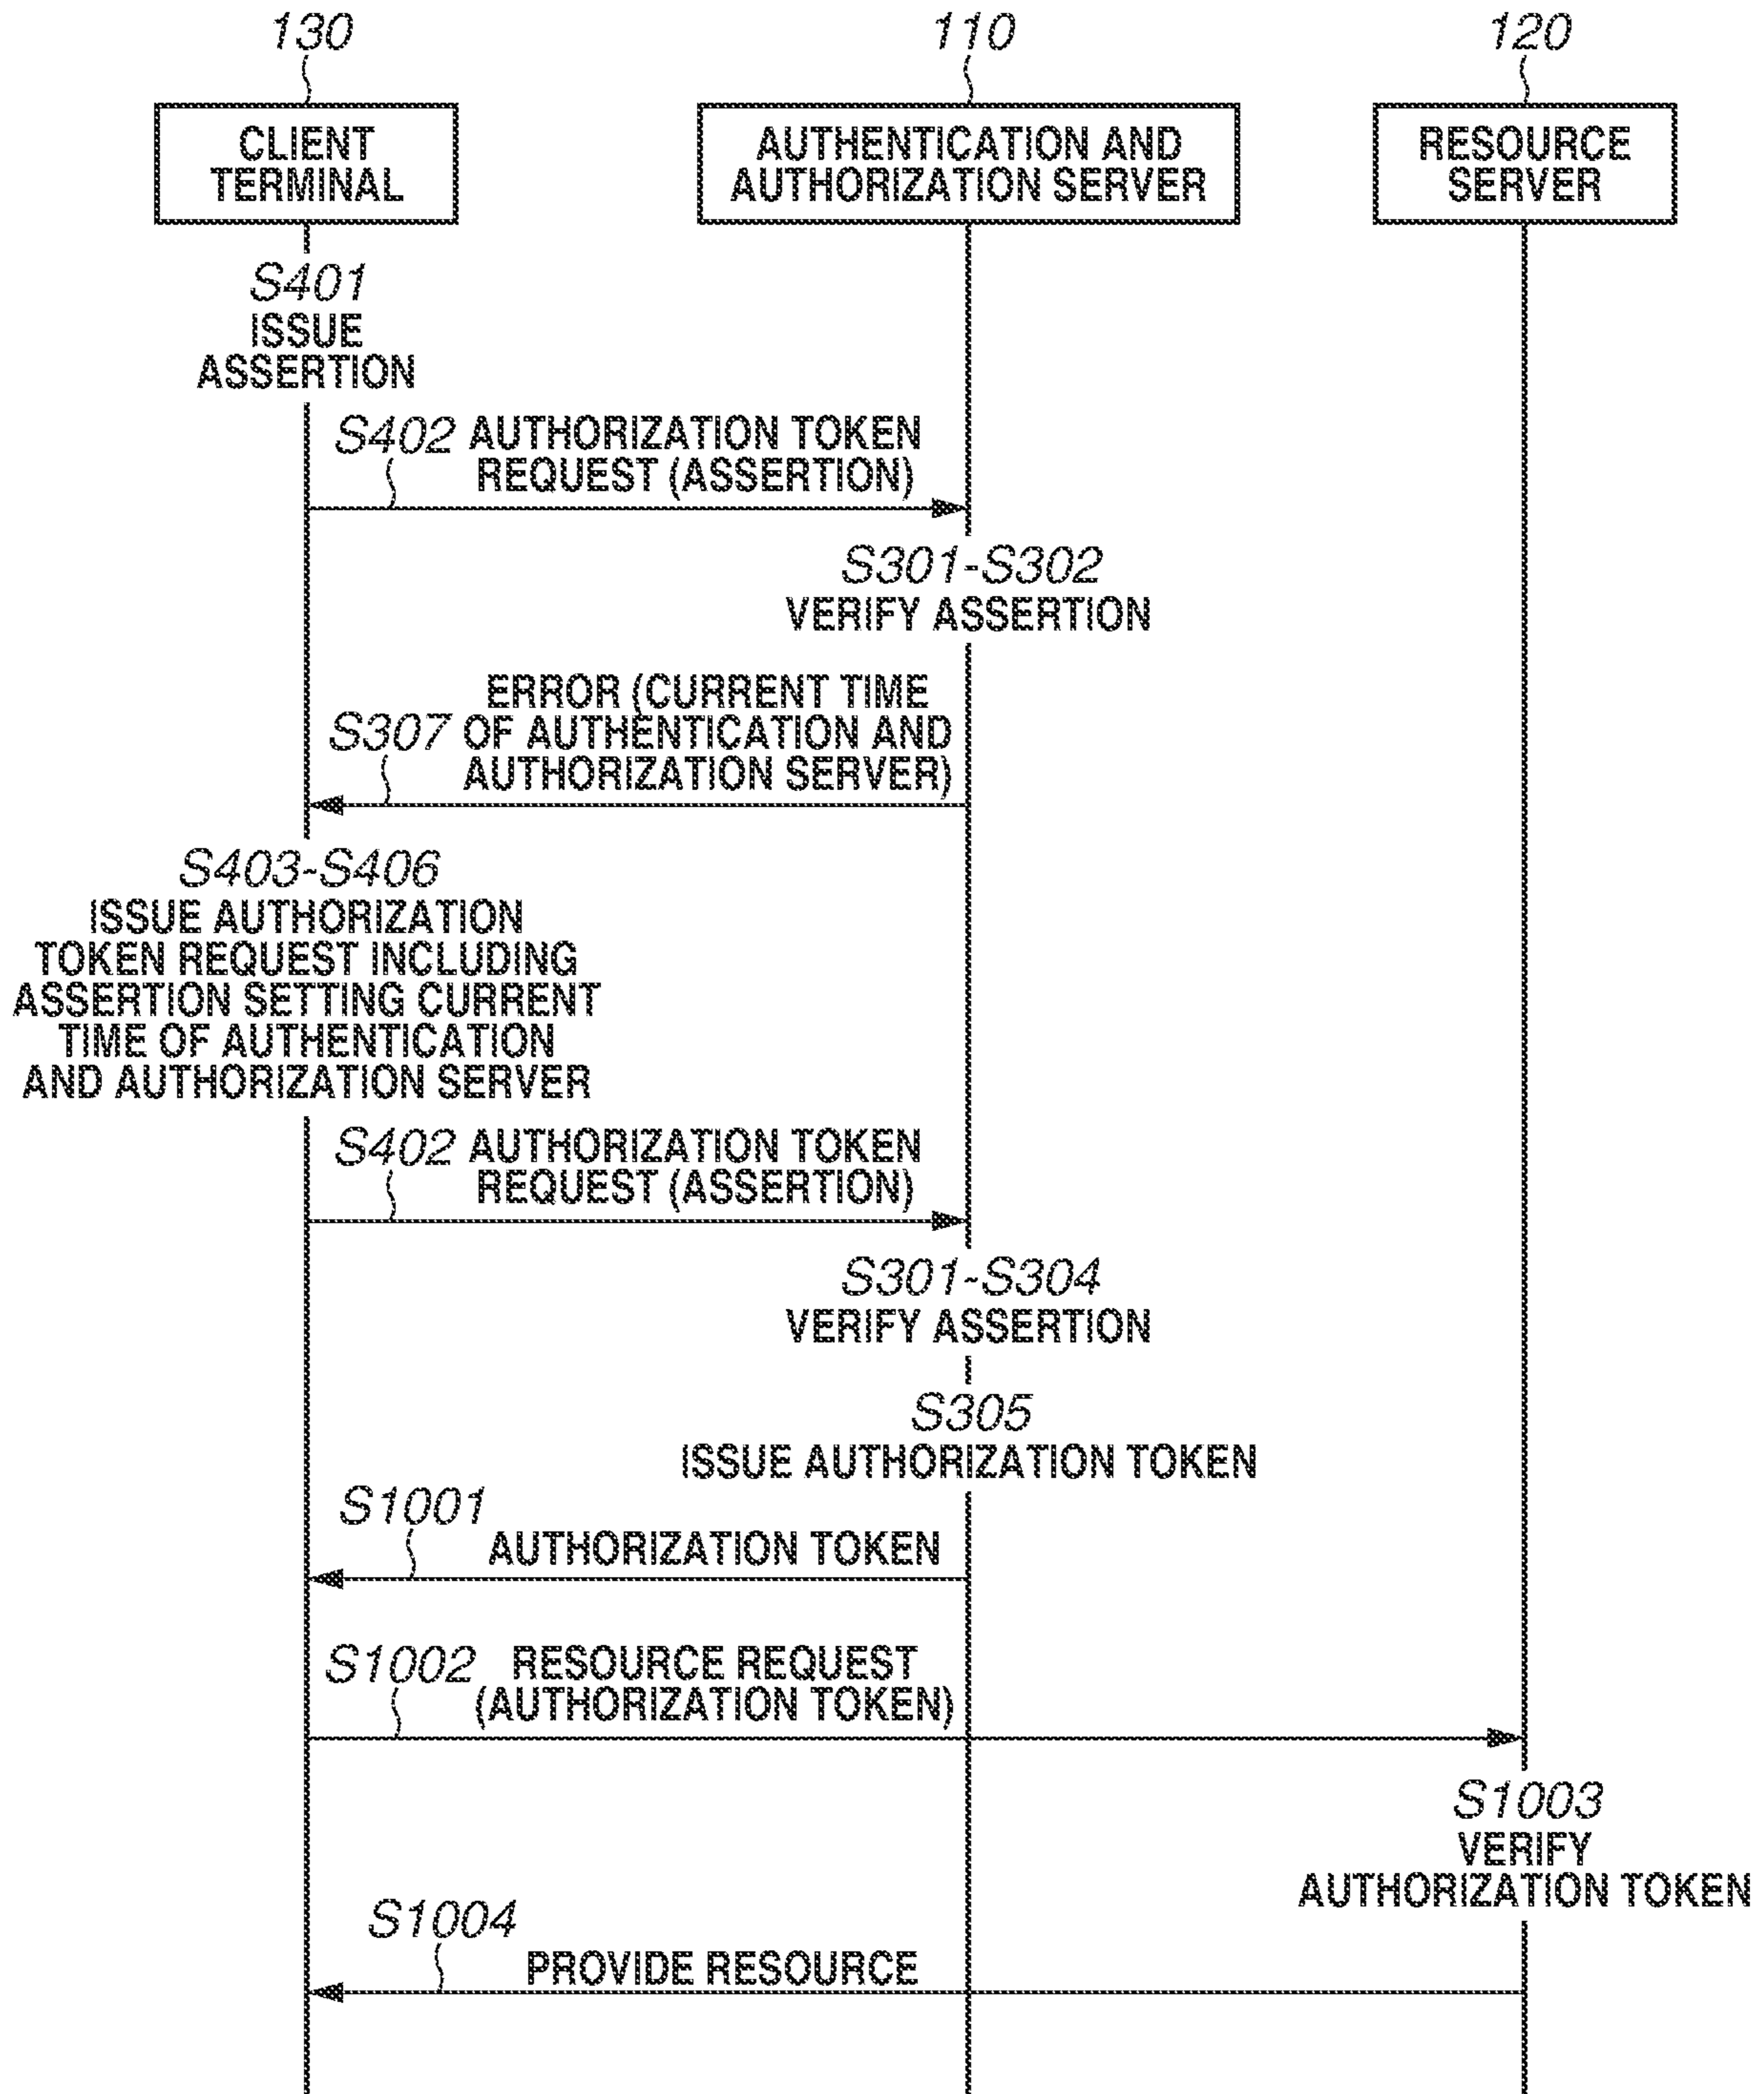 130
110
120
CLIENT
TERMINAL
AUTHENTICATION AND
AUTHORIZATION SERVER
RESOURCE
SERVER
S401
ISSUE
ASSERTION
S402 AUTHORIZATION TOKEN
REQUEST (ASSERTION)
S301-S302
VERIFY ASSERTION
ERROR (CURRENT TIME
S307 OF AUTHENTICATION AND
AUTHORIZATION SERVER)
S403-S406
ISSUE AUTHORIZATION
TOKEN REQUEST INCLUDING
ASSERTION SETTING CURRENT
TIME OF AUTHENTICATION
AND AUTHORIZATION SERVER
S402 AUTHORIZATION TOKEN
REQUEST (ASSERTION)
S301-S304
VERIFY ASSERTION
S305
ISSUE AUTHORIZATION TOKEN
S1001
AUTHORIZATION TOKEN
S1002 RESOURCE REQUEST
(AUTHORIZATION TOKEN)
S1003
VERIFY
AUTHORIZATION TOKEN
S1004
PROVIDE RESOURCE